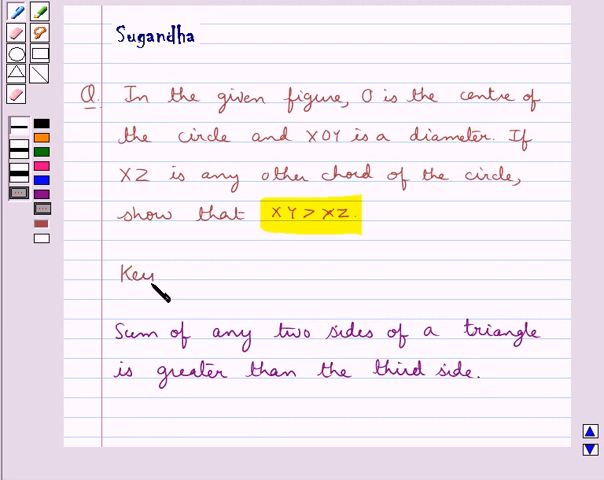 Sugandha
Q. In the given figure, O is the centre of
the circle and XOY is a diameter. If
XZ is any other chord of the circle,
show that XY > XZ.
Key
Sum of any two sides of a triangle
is greater than the third side.